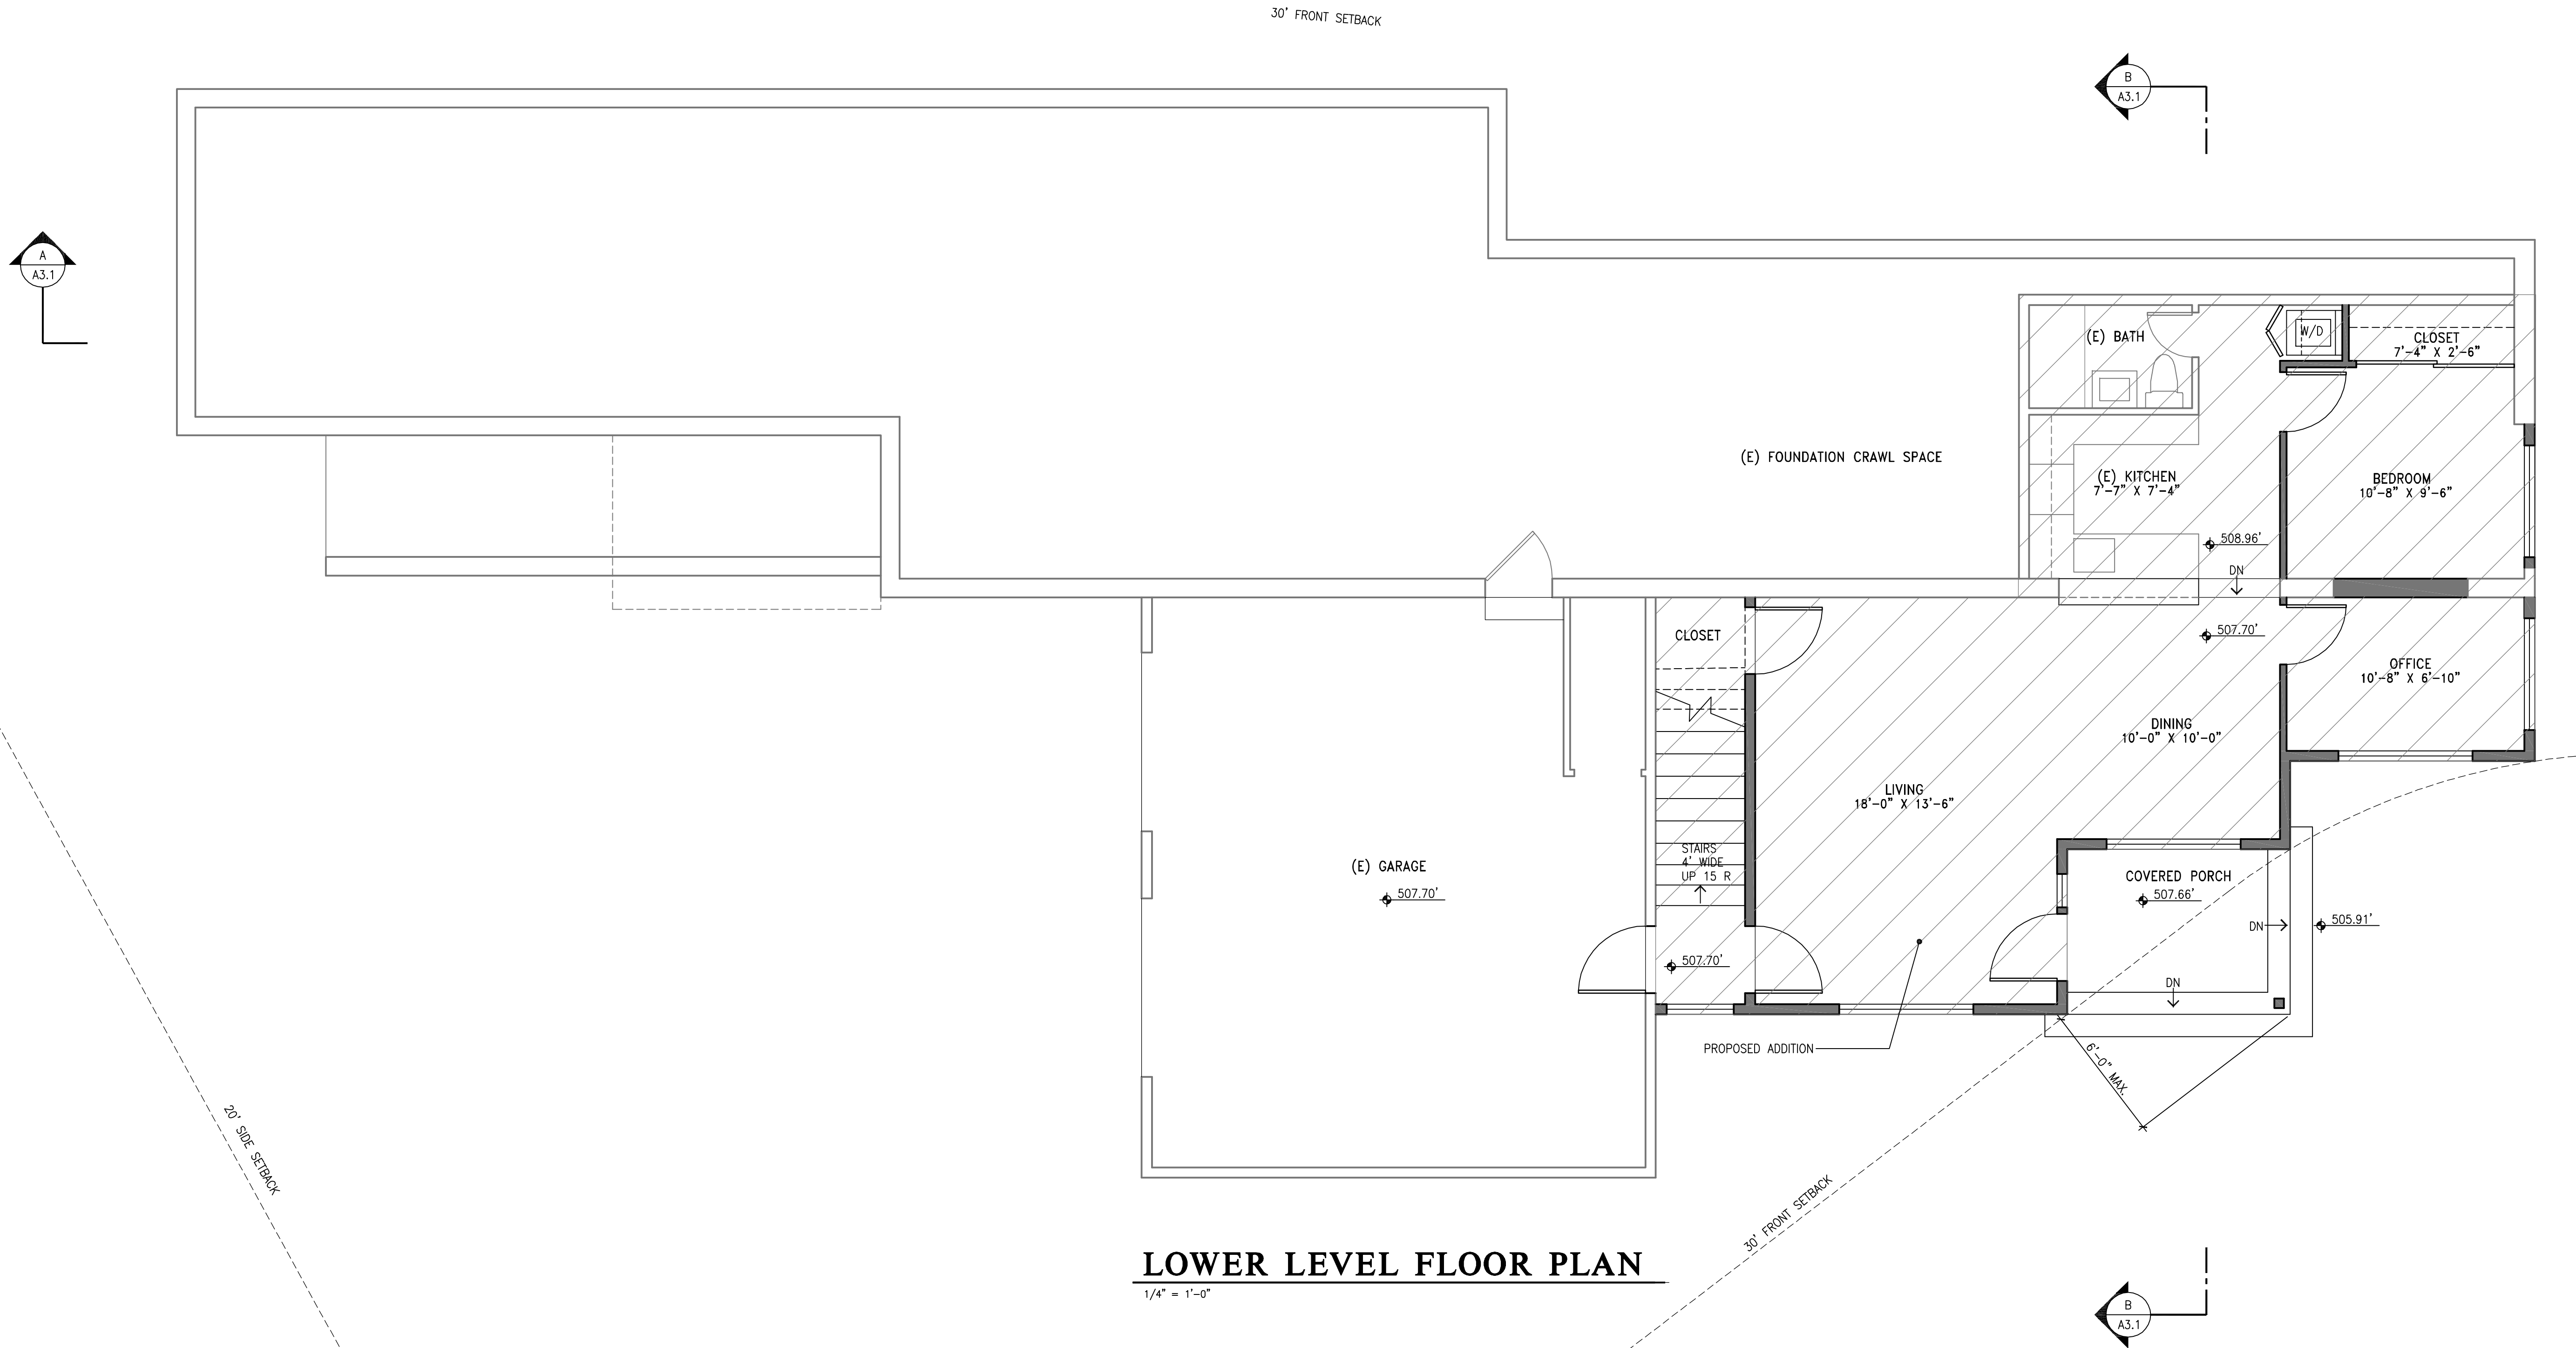 30' FRONT SETBACK
B
A3.1
A
A3.1
(E) BATH
W/D
CLOSET
7'-4" X 2'-6"
(E) FOUNDATION CRAWL SPACE
(E) KITCHEN
7'-7" X 7'-4"
BEDROOM
10'-8" X 9'-6"
508.96'
DN
507.70'
CLOSET
OFFICE
10'-8" X 6'-10"
DINING
10'-0" X 10'-0"
LIVING
18'-0" X 13'-6"
STAIRS
4' WIDE
UP 15 R
(E) GARAGE
507.70'
COVERED PORCH
507.66'
DN
505.91'
507.70'
DN
PROPOSED ADDITION
6'-0" MAX.
20' SIDE SETBACK
30' FRONT SETBACK
LOWER LEVEL FLOOR PLAN
1/4" = 1'-0"
B
A3.1